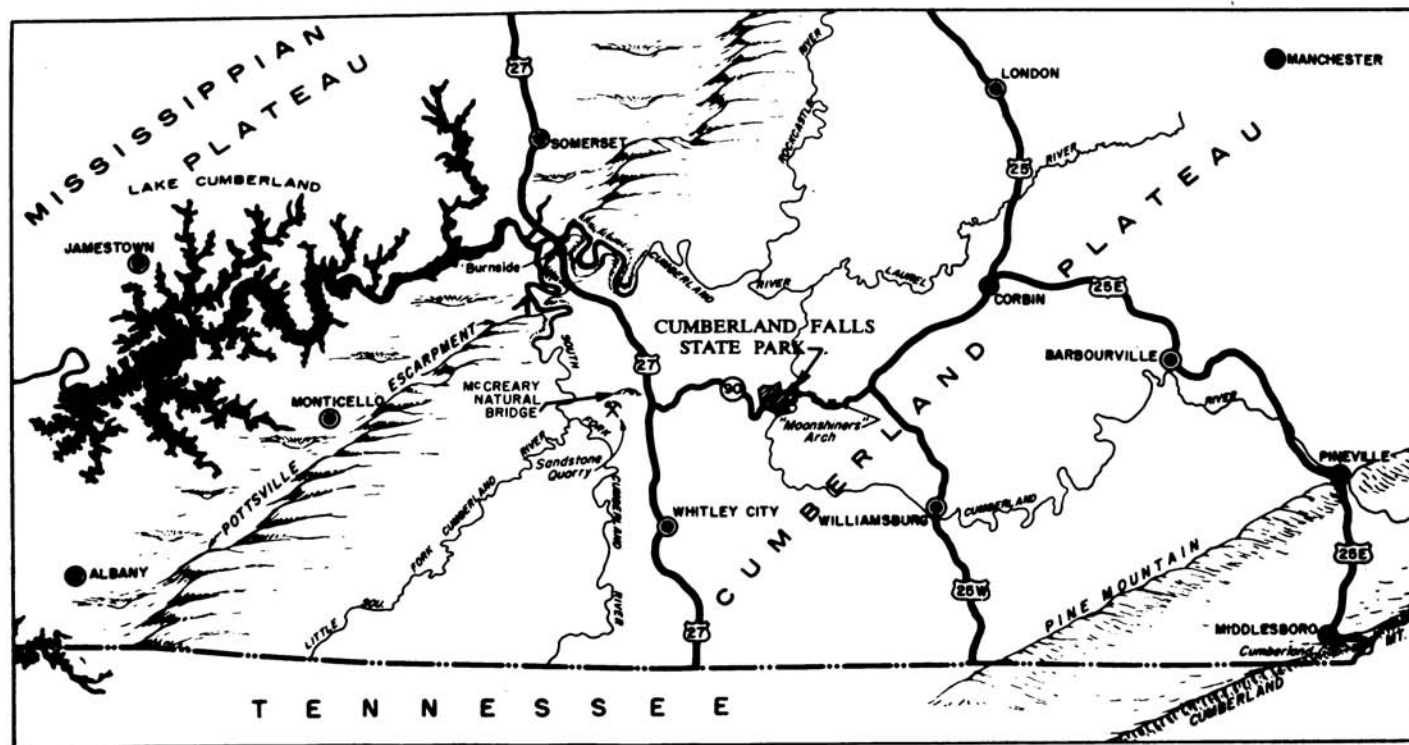 MISSISSIPPIAN
PLATEAU
LAKE CUMBERLAND
JAMESTOWN
27
SOMERSET
Burnside
ROCKCASTLE
RIVER
LONDON
MANCHESTER
25
RIVER
LAUREL
CUMBERLAND
RIVER
CORBIN
25E
CUMBERLAND PLATEAU
CUMBERLAND FALLS
STATE PARK
BARBOURVILLE
RIVER
PINEVILLE
27
90
"Moonshiners"
Arch
MCCREARY
NATURAL
BRIDGE
MONTICELLO
POTTSVILLE ESCARPMENT
SOUTH
FORK
CUMBERLAND
RIVER
Sandstone
Quarry
LITTLE SOU. FORK CUMBERLAND RIVER
WHITLEY CITY
WILLIAMSBURG
CUMBERLAND
ALBANY
27
25W
PINE MOUNTAIN
25E
MIDDLESBORO
Cumberland
CUMBERLAND
MT.
TENNESSEE